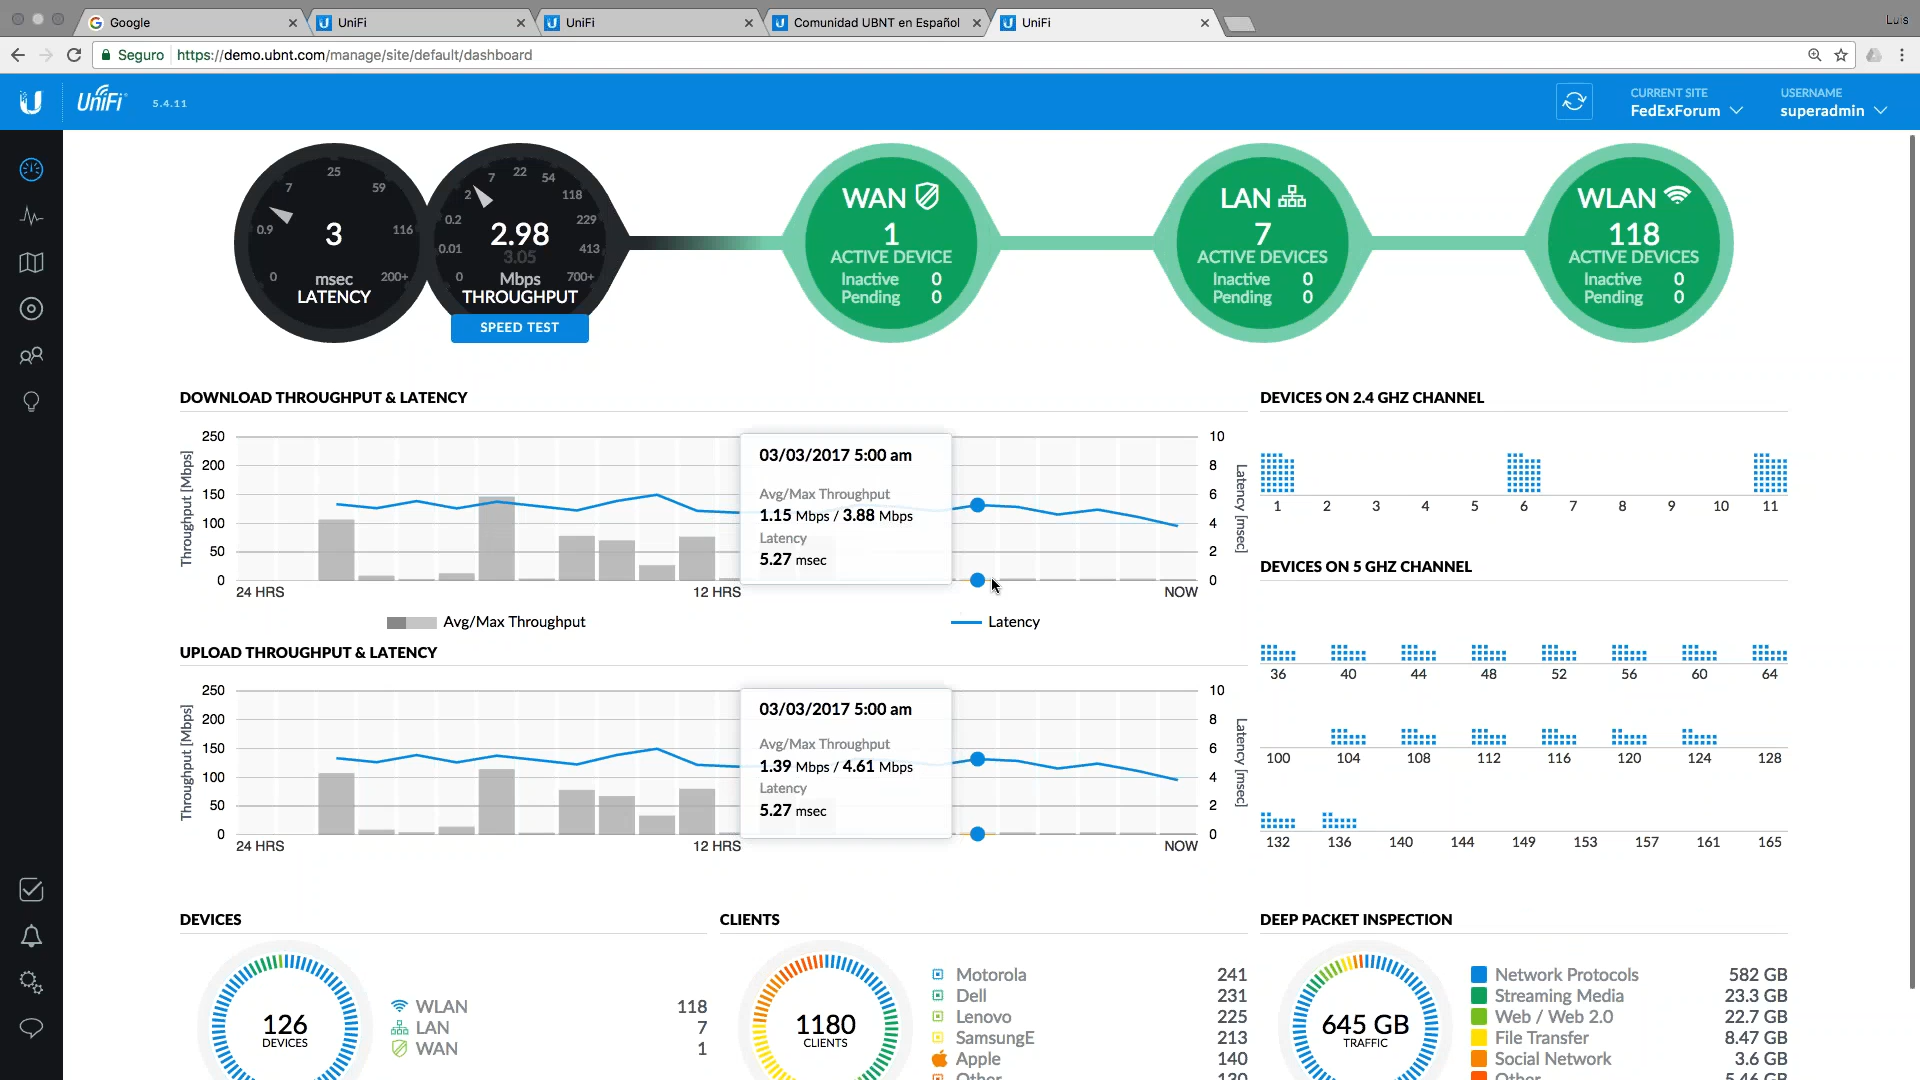 Google
UniFi
UniFi
Comunidad UBNT en Español
UniFi
Luis
Seguro
https://demo.ubnt.com/manage/site/default/dashboard
UniFi
5.4.11
CURRENT SITE
FedExForum
USERNAME
superadmin
0 0.9 7 25 59 116 200+
3
msec
LATENCY
0 0.01 0.2 2 7 22 54 118 229 413 700+
2.98
3.05
Mbps
THROUGHPUT
SPEED TEST
WAN
1
ACTIVE DEVICE
Inactive 0
Pending 0
LAN
7
ACTIVE DEVICES
Inactive 0
Pending 0
WLAN
118
ACTIVE DEVICES
Inactive 0
Pending 0
DOWNLOAD THROUGHPUT & LATENCY
Throughput [Mbps]
250
200
150
100
50
0
10
8
6
4
2
0
Latency [msec]
24 HRS 12 HRS NOW
03/03/2017 5:00 am
Avg/Max Throughput
1.15 Mbps / 3.88 Mbps
Latency
5.27 msec
Avg/Max Throughput
Latency
UPLOAD THROUGHPUT & LATENCY
Throughput [Mbps]
250
200
150
100
50
0
10
8
6
4
2
0
Latency [msec]
24 HRS 12 HRS NOW
03/03/2017 5:00 am
Avg/Max Throughput
1.39 Mbps / 4.61 Mbps
Latency
5.27 msec
DEVICES ON 2.4 GHZ CHANNEL
1 2 3 4 5 6 7 8 9 10 11
DEVICES ON 5 GHZ CHANNEL
36 40 44 48 52 56 60 64
100 104 108 112 116 120 124 128
132 136 140 144 149 153 157 161 165
DEVICES
126
DEVICES
WLAN 118
LAN 7
WAN 1
CLIENTS
1180
CLIENTS
Motorola 241
Dell 231
Lenovo 225
SamsungE 213
Apple 140
Other 130
DEEP PACKET INSPECTION
645 GB
TRAFFIC
Network Protocols 582 GB
Streaming Media 23.3 GB
Web / Web 2.0 22.7 GB
File Transfer 8.47 GB
Social Network 3.6 GB
Other 5.46 GB